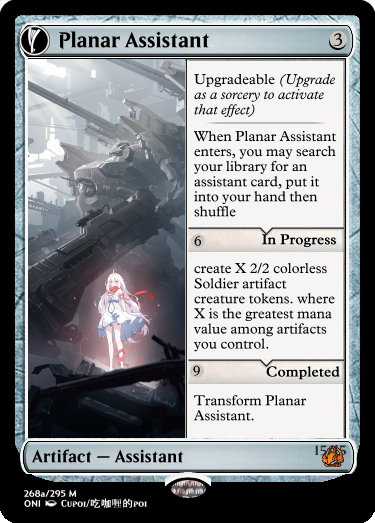 Planar Assistant 3
Upgradeable (Upgrade
as a sorcery to activate
that effect)
When Planar Assistant
enters, you may search
your library for an
assistant card, put it
into your hand then
shuffle
6 In Progress
create X 2/2 colorless
Soldier artifact
creature tokens. where
X is the greatest mana
value among artifacts
you control.
9 Completed
Transform Planar
Assistant.
Artifact — Assistant
268a/295 M
ONI Cupoi/吃咖喱的poi